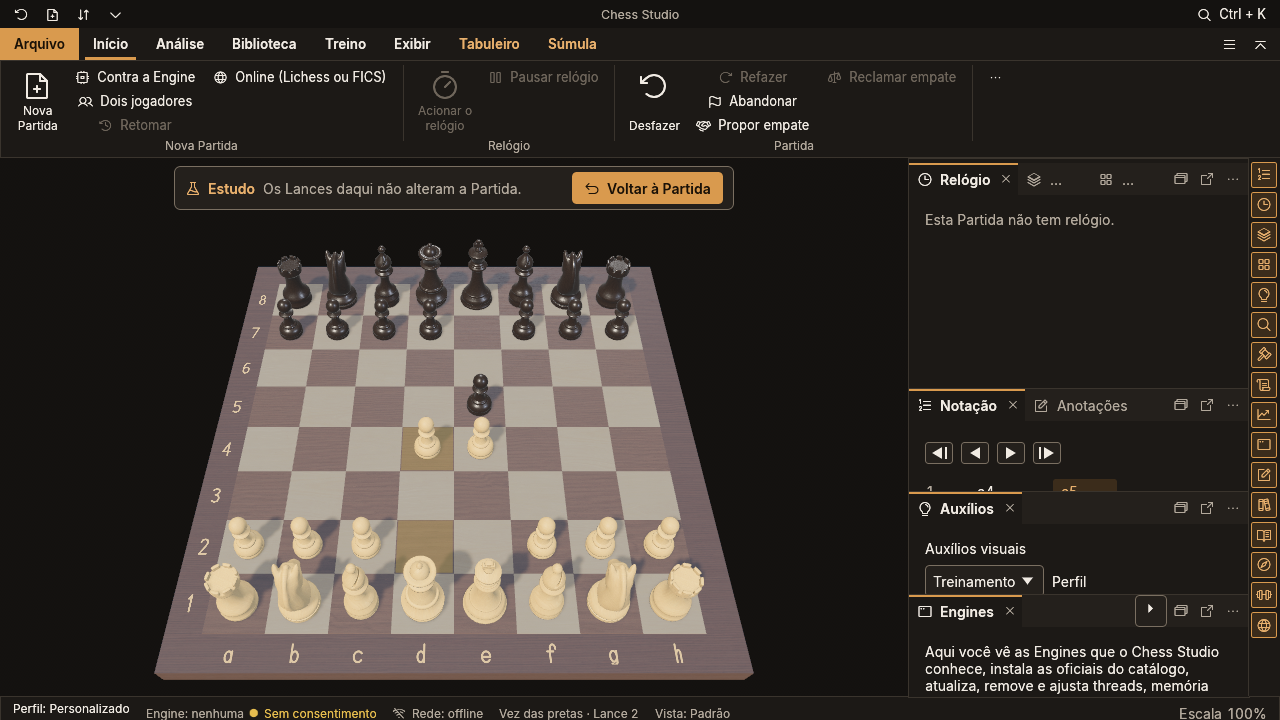 Chess Studio
Ctrl + K
Arquivo Início Análise Biblioteca Treino Exibir Tabuleiro Súmula
Nova Partida
Contra a Engine
Online (Lichess ou FICS)
Dois jogadores
Retomar
Nova Partida
Acionar o relógio
Pausar relógio
Relógio
Desfazer
Refazer
Reclamar empate
Abandonar
Propor empate
Partida
...
Estudo Os Lances daqui não alteram a Partida.
Voltar à Partida
8
7
6
5
4
3
2
1
a b c d e f g h
Relógio
...
...
Esta Partida não tem relógio.
Notação
Anotações
1 e4 e5
Auxílios
Auxílios visuais
Treinamento
Perfil
Engines
Aqui você vê as Engines que o Chess Studio
conhece, instala as oficiais do catálogo,
atualiza, remove e ajusta threads, memória
Perfil: Personalizado
Engine: nenhuma
Sem consentimento
Rede: offline
Vez das pretas · Lance 2
Vista: Padrão
Escala 100%